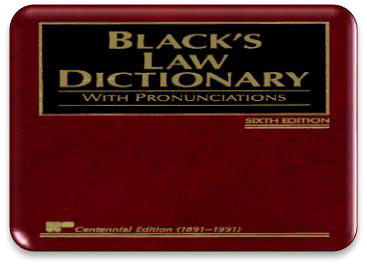 BLACK'S
LAW
DICTIONARY
WITH PRONUNCIATIONS
SIXTH EDITION
Centennial Edition (1891-1991)